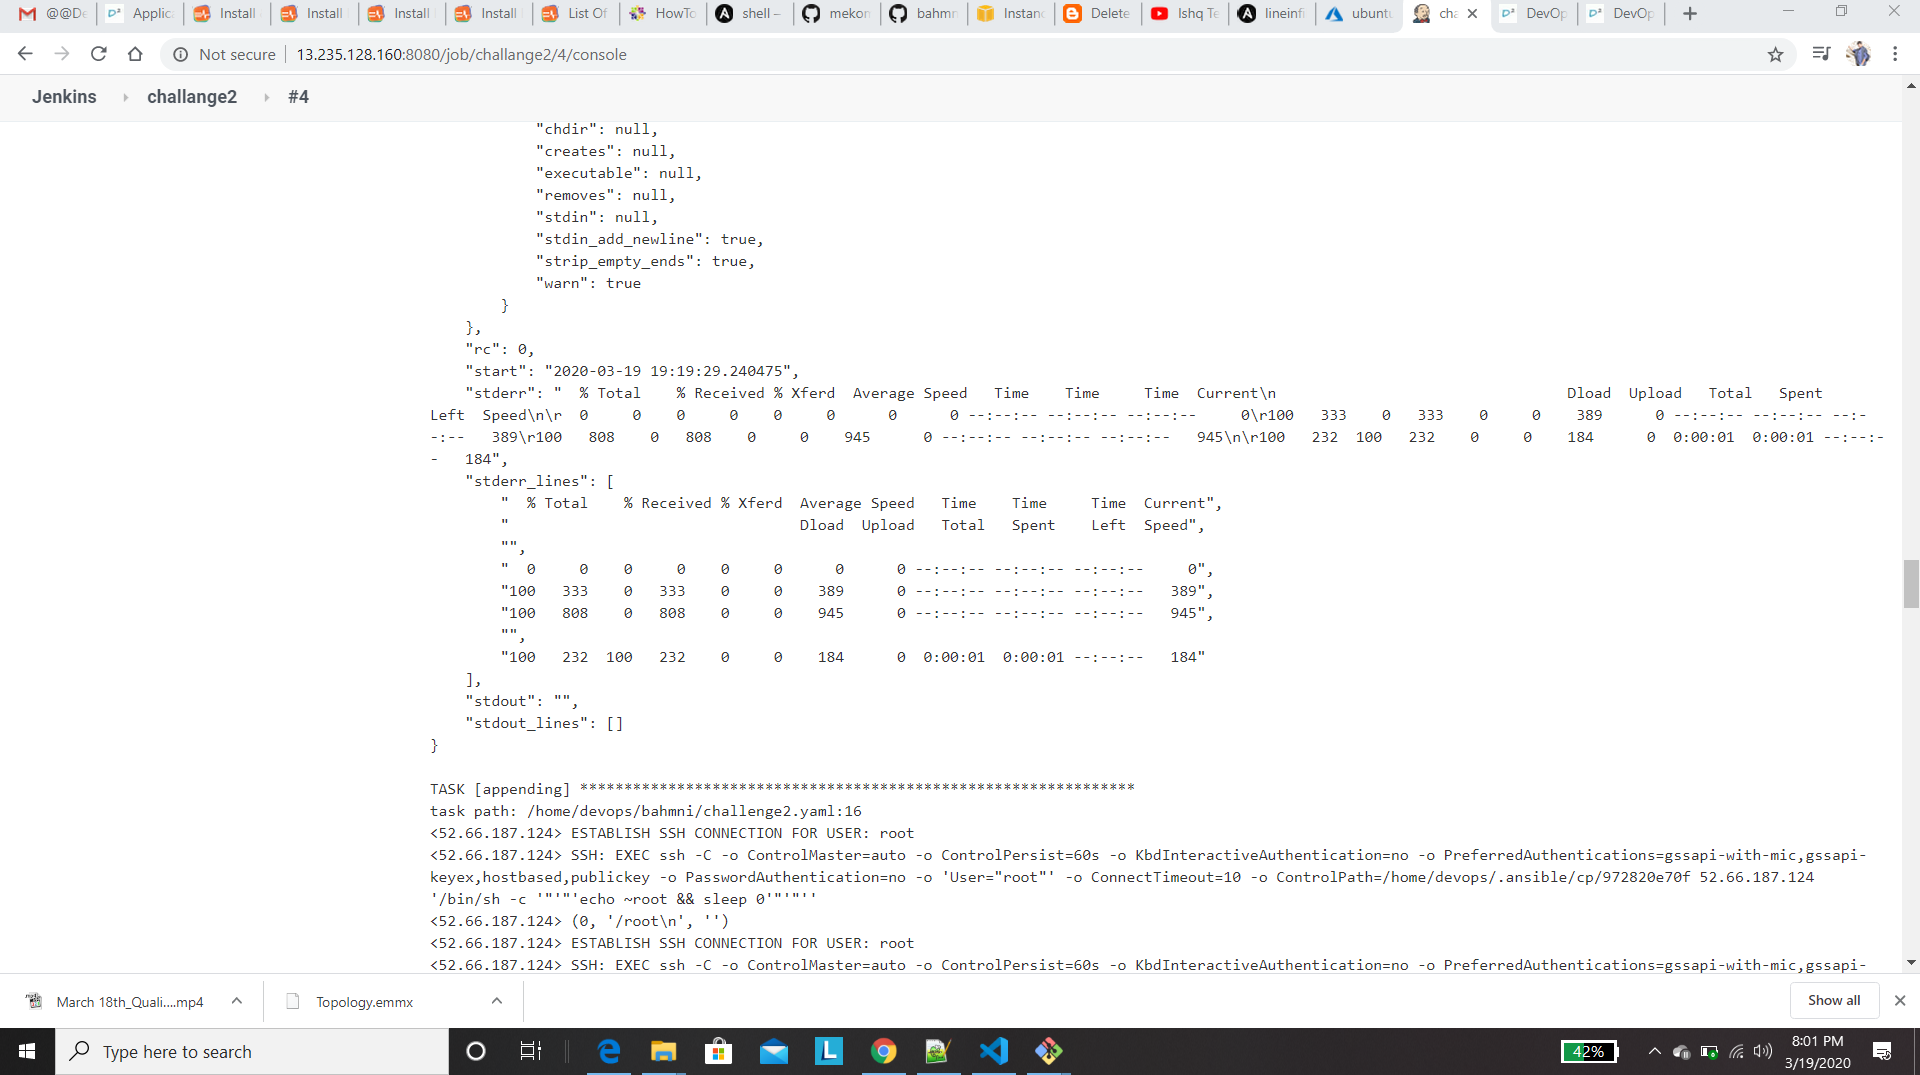 @@De
Applica
Install
Install
Install
Install
List Of
HowTo
shell –
mekon
bahmn
Instanc
Delete
Ishq Te
lineinfi
ubuntu
cha
DevOp
DevOp
Not secure
13.235.128.160:8080/job/challange2/4/console
Jenkins challange2 #4
"chdir": null,
"creates": null,
"executable": null,
"removes": null,
"stdin": null,
"stdin_add_newline": true,
"strip_empty_ends": true,
"warn": true
}
},
"rc": 0,
"start": "2020-03-19 19:19:29.240475",
"stderr": " % Total % Received % Xferd Average Speed Time Time Time Current\n Dload Upload Total Spent
Left Speed\n\r 0 0 0 0 0 0 0 0 --:--:-- --:--:-- --:--:-- 0\r100 333 0 333 0 0 389 0 --:--:-- --:--:-- --:-
-:-- 389\r100 808 0 808 0 0 945 0 --:--:-- --:--:-- --:--:-- 945\n\r100 232 100 232 0 0 184 0 0:00:01 0:00:01 --:--:-
- 184",
"stderr_lines": [
" % Total % Received % Xferd Average Speed Time Time Time Current",
" Dload Upload Total Spent Left Speed",
"",
" 0 0 0 0 0 0 0 0 --:--:-- --:--:-- --:--:-- 0",
"100 333 0 333 0 0 389 0 --:--:-- --:--:-- --:--:-- 389",
"100 808 0 808 0 0 945 0 --:--:-- --:--:-- --:--:-- 945",
"",
"100 232 100 232 0 0 184 0 0:00:01 0:00:01 --:--:-- 184"
],
"stdout": "",
"stdout_lines": []
}
TASK [appending] ***************************************************************
task path: /home/devops/bahmni/challenge2.yaml:16
<52.66.187.124> ESTABLISH SSH CONNECTION FOR USER: root
<52.66.187.124> SSH: EXEC ssh -C -o ControlMaster=auto -o ControlPersist=60s -o KbdInteractiveAuthentication=no -o PreferredAuthentications=gssapi-with-mic,gssapi-
keyex,hostbased,publickey -o PasswordAuthentication=no -o 'User="root"' -o ConnectTimeout=10 -o ControlPath=/home/devops/.ansible/cp/972820e70f 52.66.187.124
'/bin/sh -c '"'"'echo ~root && sleep 0'"'"''
<52.66.187.124> (0, '/root\n', '')
<52.66.187.124> ESTABLISH SSH CONNECTION FOR USER: root
<52.66.187.124> SSH: EXEC ssh -C -o ControlMaster=auto -o ControlPersist=60s -o KbdInteractiveAuthentication=no -o PreferredAuthentications=gssapi-with-mic,gssapi-
March 18th_Quali....mp4
Topology.emmx
Show all
Type here to search
42%
8:01 PM
3/19/2020